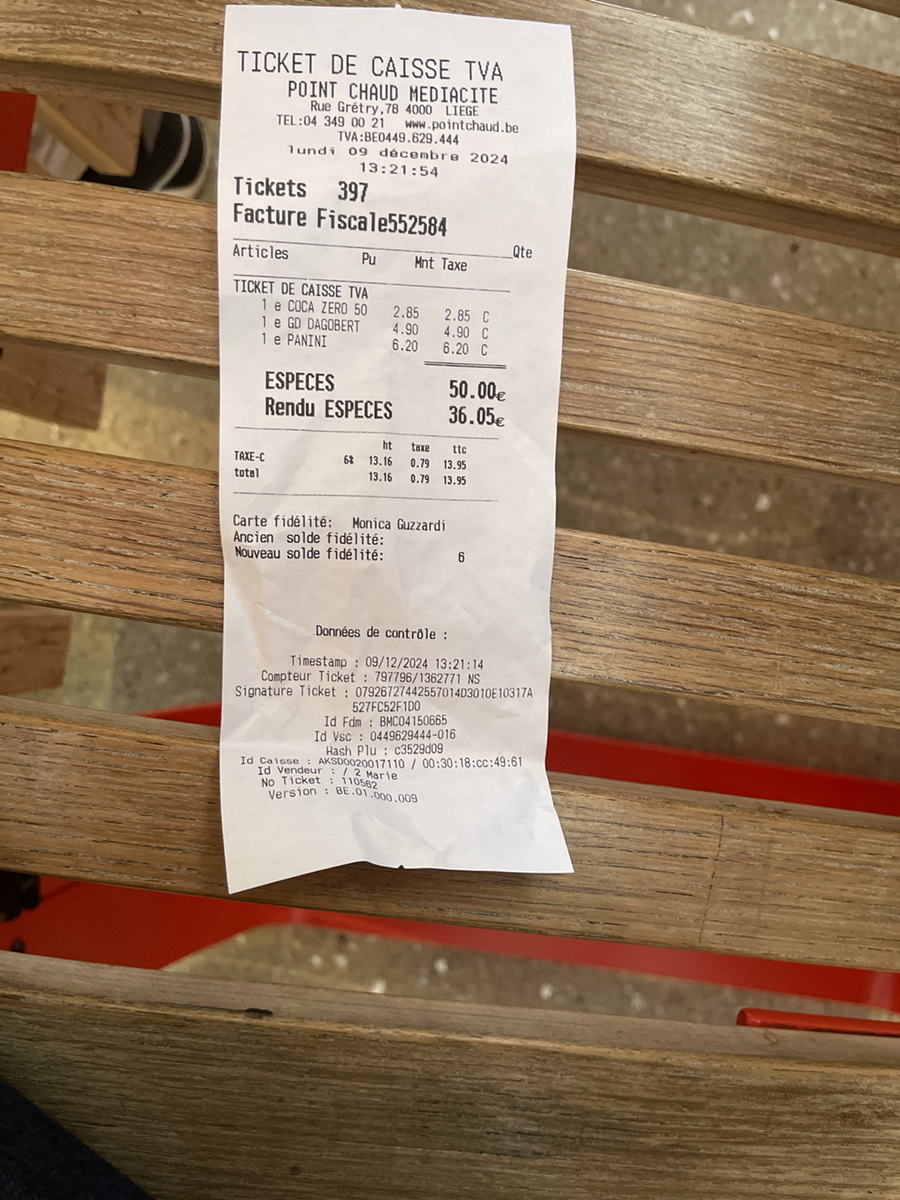 TICKET DE CAISSE TVA
POINT CHAUD MEDIACITE
Rue Grétry,78 4000 LIEGE
TEL:04 349 00 21 www.pointchaud.be
TVA:BE0449.629.444
lundi 09 décembre 2024
13:21:54
Tickets 397
Facture Fiscale552584
Articles Pu Mnt Taxe Qte
TICKET DE CAISSE TVA
1 e COCA ZERO 50 2.85 2.85 C
1 e GD DAGOBERT 4.90 4.90 C
1 e PANINI 6.20 6.20 C
ESPECES 50.00€
Rendu ESPECES 36.05€
ht taxe ttc
TAXE-C 6% 13.16 0.79 13.95
total 13.16 0.79 13.95
Carte fidélité: Monica Guzzardi
Ancien solde fidélité:
Nouveau solde fidélité: 6
Données de contrôle :
Timestamp : 09/12/2024 13:21:14
Compteur Ticket : 797796/1362771 NS
Signature Ticket : 07926727442557014D3010E10317A
527FC52F1D0
Id Fdm : BMC04150665
Id Vsc : 0449629444-016
Hash Plu : c3529d09
Id Caisse : AKSD0020017110 / 00:30:18:cc:49:61
Id Vendeur : / 2 Marie
No Ticket : 110562
Version : BE.01.000.009